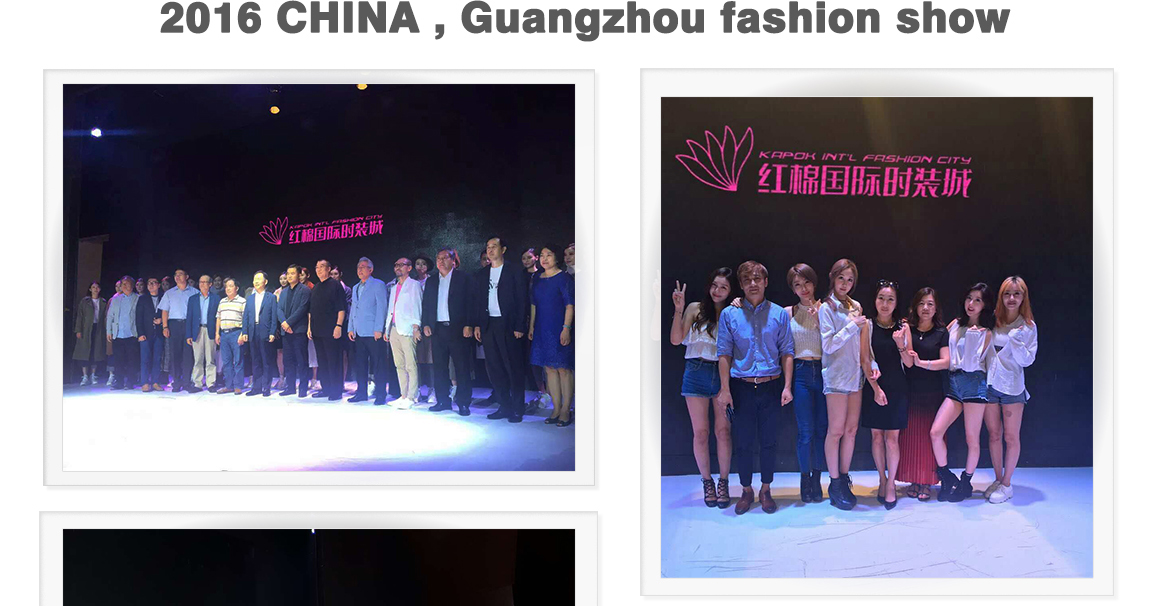 2016 CHINA , Guangzhou fashion show
KAPOK INT'L FASHION CITY
红棉国际时装城
KAPOK INT'L FASHION CITY
红棉国际时装城